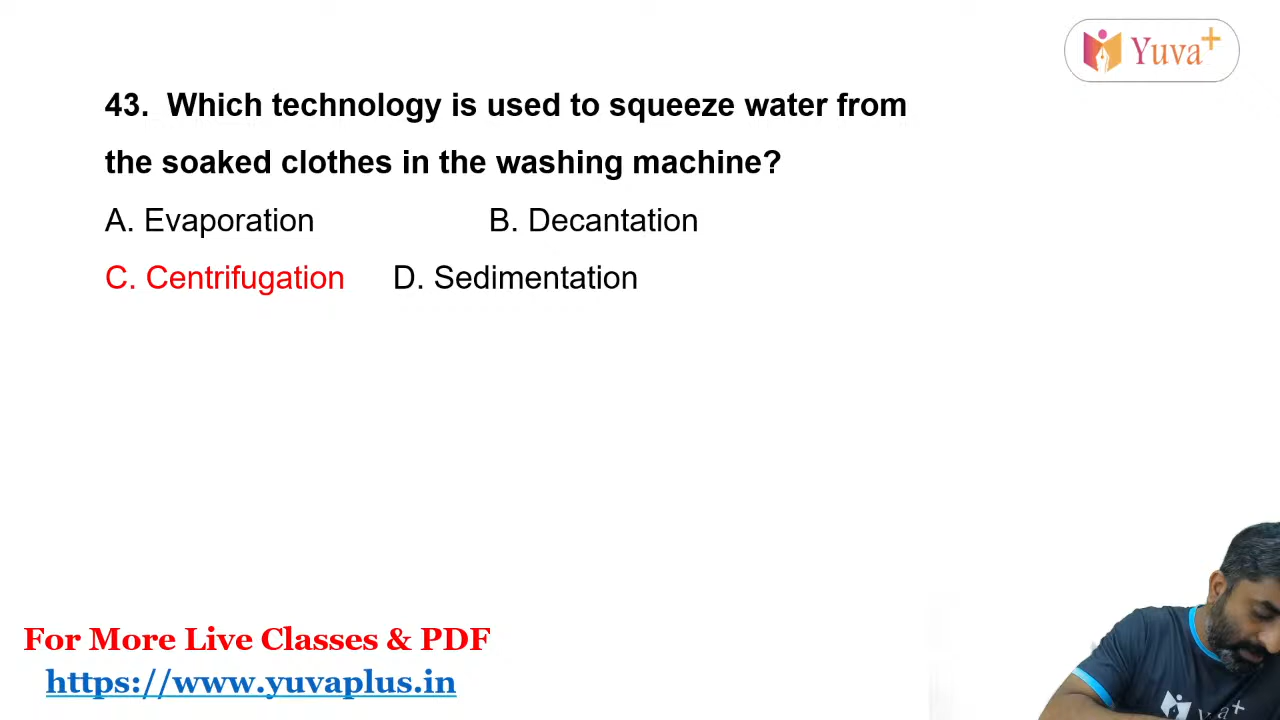 Yuva+
43. Which technology is used to squeeze water from
the soaked clothes in the washing machine?
A. Evaporation B. Decantation
C. Centrifugation D. Sedimentation
For More Live Classes & PDF
https://www.yuvaplus.in